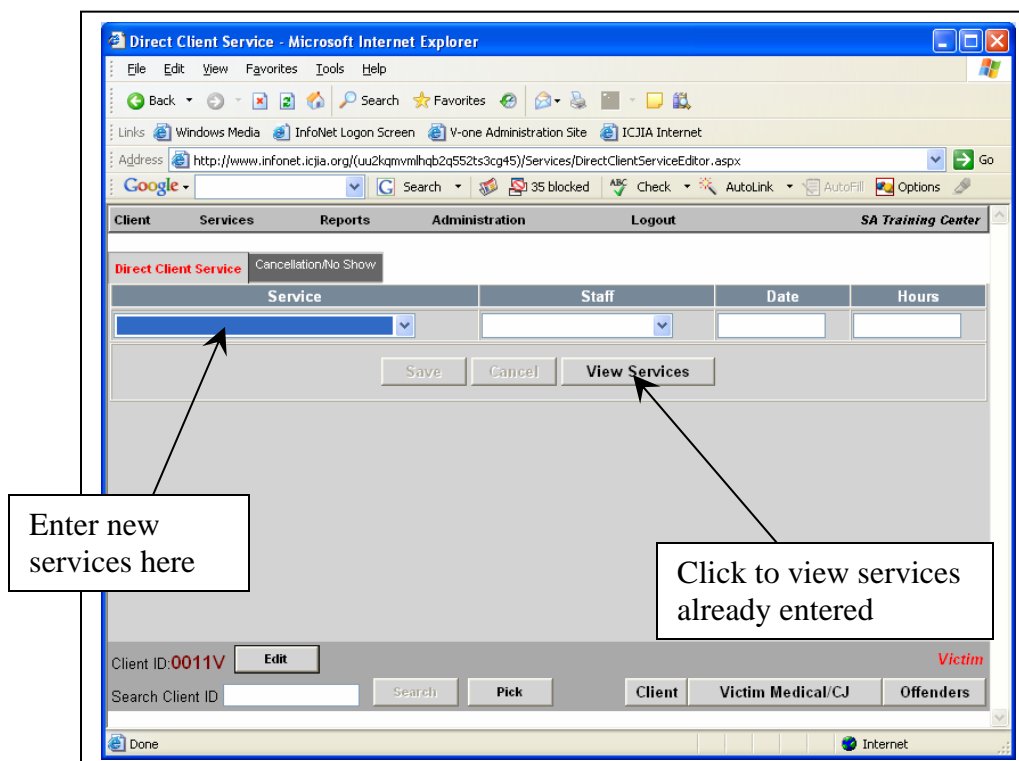 Direct Client Service - Microsoft Internet Explorer
File Edit View Favorites Tools Help
Back Search Favorites
Links Windows Media InfoNet Logon Screen V-one Administration Site ICJIA Internet
Address http://www.infonet.icjia.org/(uu2kqmvmlhqb2q552ts3cg45)/Services/DirectClientServiceEditor.aspx Go
Google Search 35 blocked ABC Check AutoLink AutoFill Options
Client Services Reports Administration Logout SA Training Center
Direct Client Service Cancellation/No Show
Service Staff Date Hours
Save Cancel View Services
Enter new
services here
Click to view services
already entered
Client ID:0011V Edit Victim
Search Client ID Search Pick Client Victim Medical/CJ Offenders
Done Internet